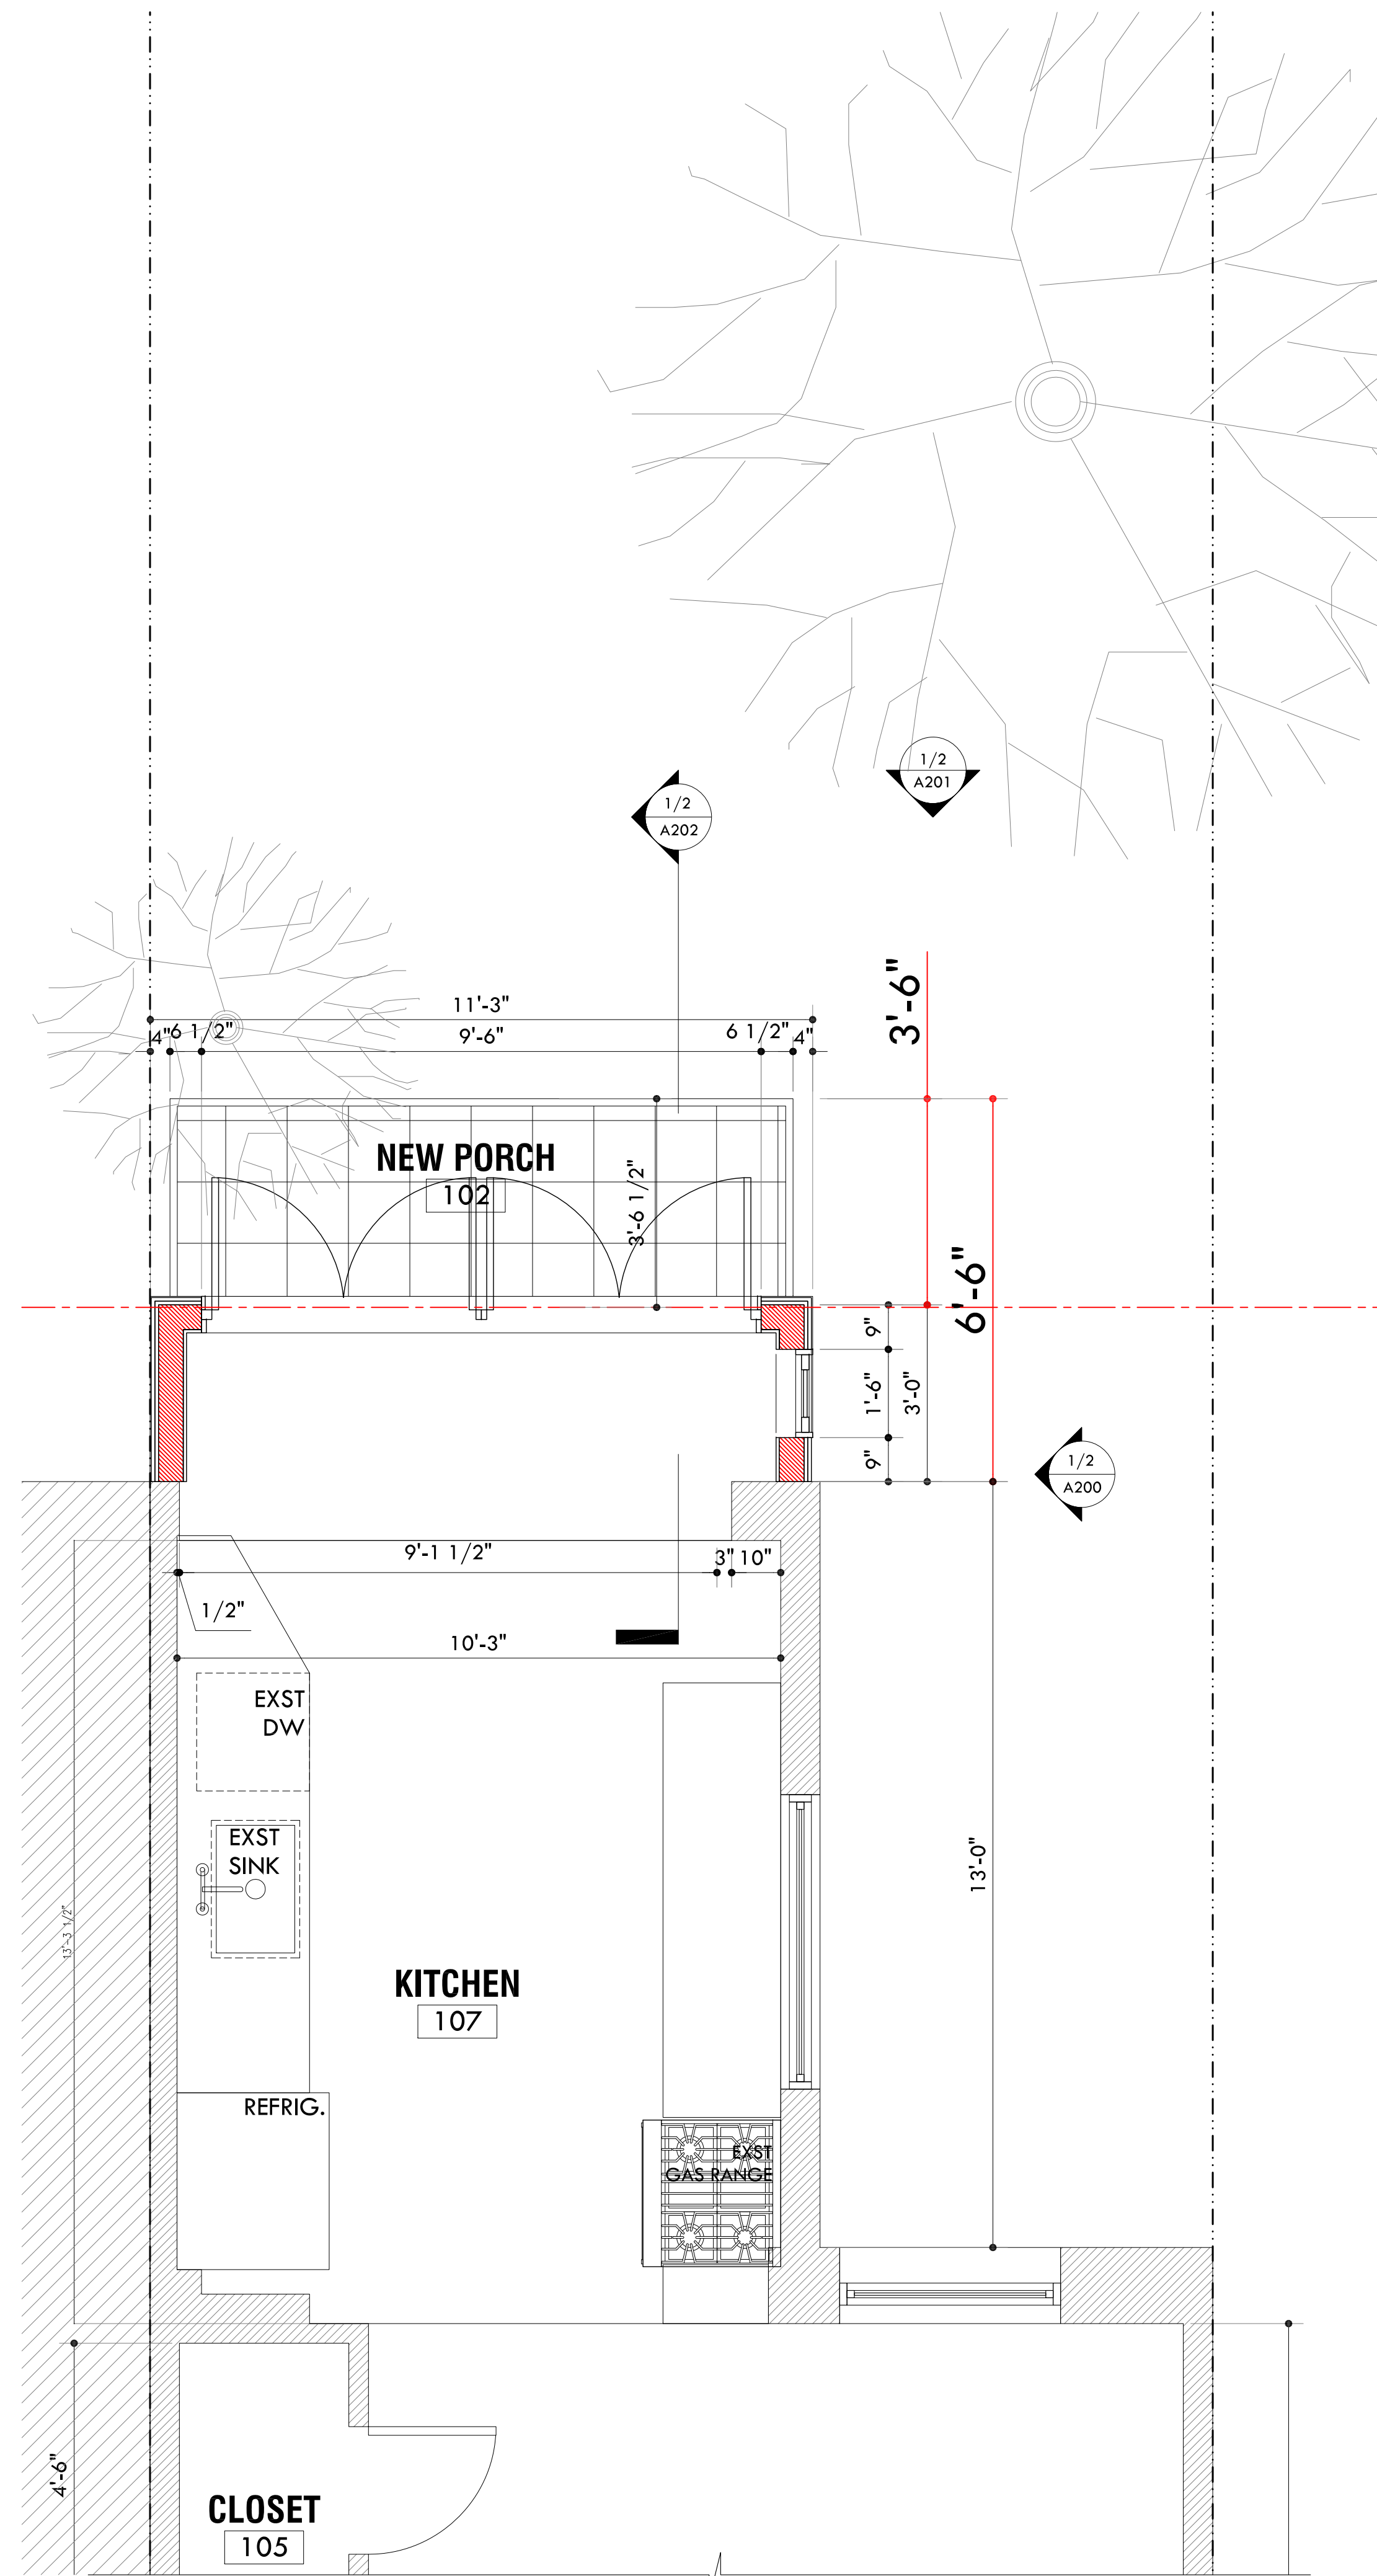 1/2
A201
1/2
A202
3'-6"
11'-3"
4"
6 1/2"
9'-6"
6 1/2"
4"
NEW PORCH
102
3'-6 1/2"
6'-6"
9"
1'-6"
3'-0"
9"
1/2
A200
9'-1 1/2"
3"
10"
1/2"
10'-3"
EXST
DW
EXST
SINK
13'-0"
13'-3 1/2"
KITCHEN
107
REFRIG.
EXST
GAS RANGE
4'-6"
CLOSET
105